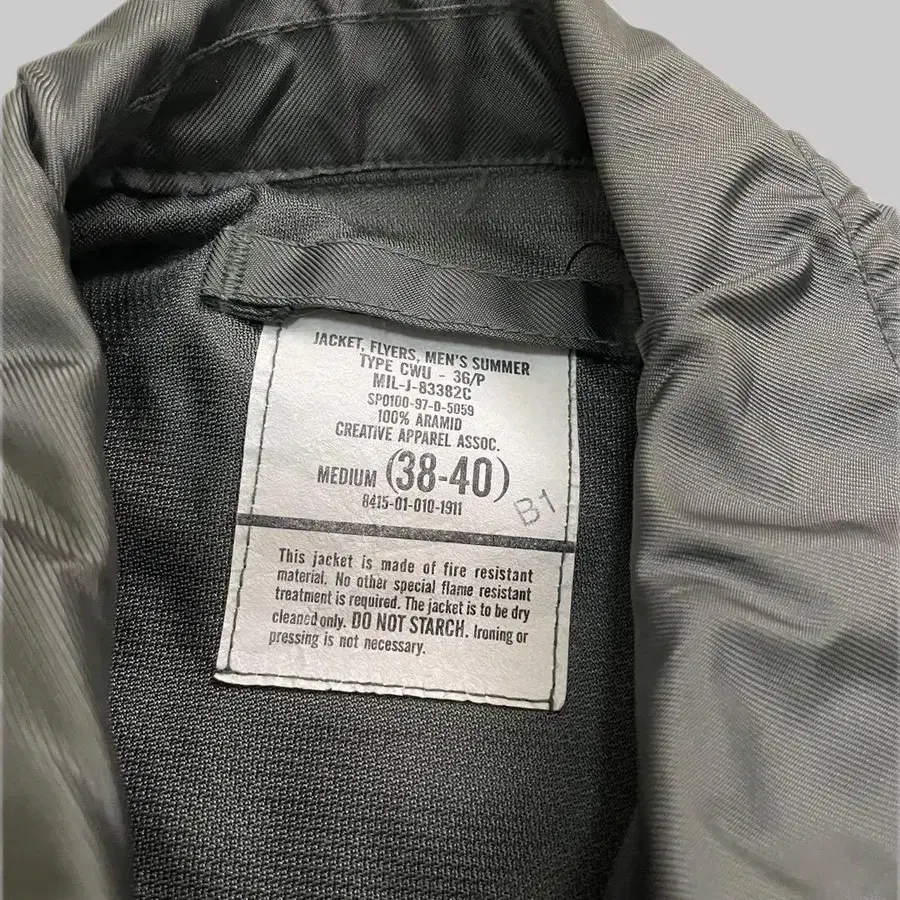 JACKET, FLYERS, MEN'S SUMMER
TYPE CWU - 36/P
MIL-J-83382C
SP0100-97-D-5059
100% ARAMID
CREATIVE APPAREL ASSOC.
MEDIUM (38-40)
8415-01-010-1911
B1
This jacket is made of fire resistant
material. No other special flame resistant
treatment is required. The jacket is to be dry
cleaned only. DO NOT STARCH. Ironing or
pressing is not necessary.